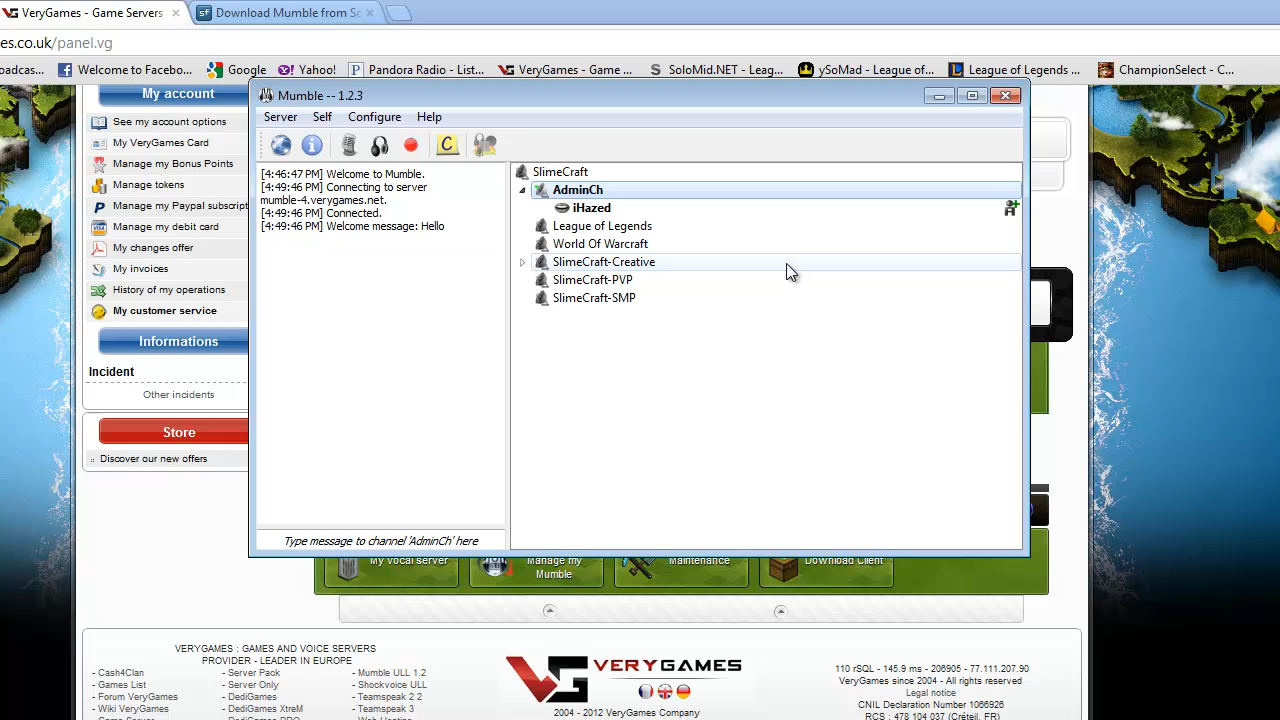 VeryGames - Game Servers
Download Mumble from Sc
es.co.uk/panel.vg
oadcas...
Welcome to Facebo...
Google
Yahoo!
Pandora Radio - List...
VeryGames - Game ...
SoloMid.NET - Leag...
ySoMad - League of...
League of Legends ...
ChampionSelect - C...
My account
See my account options
My VeryGames Card
Manage my Bonus Points
Manage tokens
Manage my Paypal subscript
Manage my debit card
My changes offer
My invoices
History of my operations
My customer service
Informations
Incident
Other incidents
Store
:: Discover our new offers
Mumble -- 1.2.3
Server Self Configure Help
[4:46:47 PM] Welcome to Mumble.
[4:49:46 PM] Connecting to server
mumble-4.verygames.net.
[4:49:46 PM] Connected.
[4:49:46 PM] Welcome message: Hello
Type message to channel 'AdminCh' here
SlimeCraft
AdminCh
iHazed
League of Legends
World Of Warcraft
SlimeCraft-Creative
SlimeCraft-PVP
SlimeCraft-SMP
My vocal server
Manage my
Mumble
Maintenance
Download Client
VERYGAMES : GAMES AND VOICE SERVERS
PROVIDER - LEADER IN EUROPE
- Cash4Clan
- Games List
- Forum VeryGames
- Wiki VeryGames
- Server Pack
- Server Only
- DediGames
- DediGames XtreM
- Mumble ULL 1.2
- Shockvoice ULL
- Teamspeak 2 2
- Teamspeak 3
VERYGAMES
2004 - 2012 VeryGames Company
110 rSQL - 145.9 ms - 206905 - 77.111.207.90
VeryGames since 2004 - All rights reserved
Legal notice
CNIL Declaration Number 1106926
RCS : 478 104 037 (Créteil, FR)